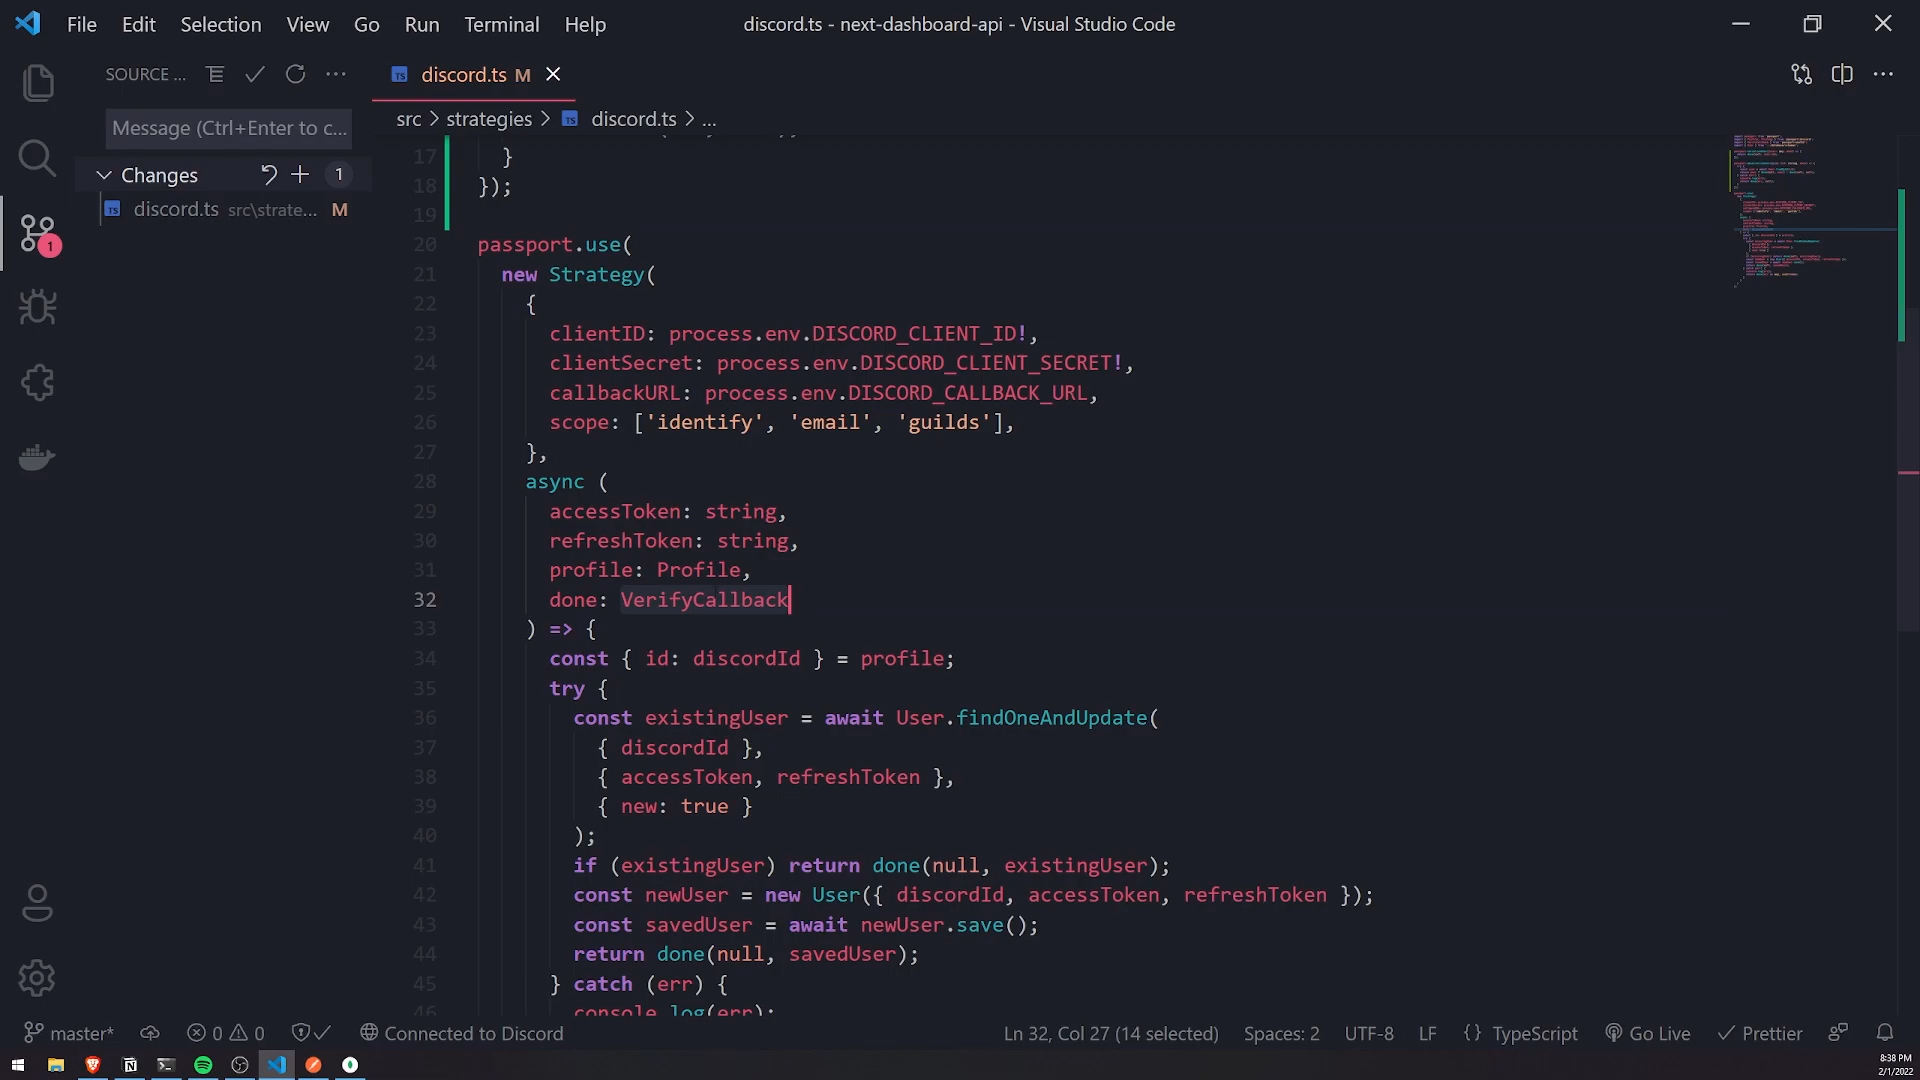 File Edit Selection View Go Run Terminal Help
discord.ts - next-dashboard-api - Visual Studio Code
SOURCE ...
TS discord.ts M
Message (Ctrl+Enter to c...
src > strategies > TS discord.ts > ...
Changes 1
TS discord.ts src\strate... M
1
17 }
18 });
19
20 passport.use(
21 new Strategy(
22 {
23 clientID: process.env.DISCORD_CLIENT_ID!,
24 clientSecret: process.env.DISCORD_CLIENT_SECRET!,
25 callbackURL: process.env.DISCORD_CALLBACK_URL,
26 scope: ['identify', 'email', 'guilds'],
27 },
28 async (
29 accessToken: string,
30 refreshToken: string,
31 profile: Profile,
32 done: VerifyCallback
33 ) => {
34 const { id: discordId } = profile;
35 try {
36 const existingUser = await User.findOneAndUpdate(
37 { discordId },
38 { accessToken, refreshToken },
39 { new: true }
40 );
41 if (existingUser) return done(null, existingUser);
42 const newUser = new User({ discordId, accessToken, refreshToken });
43 const savedUser = await newUser.save();
44 return done(null, savedUser);
45 } catch (err) {
46 console.log(err);
master* 0 0 Connected to Discord
Ln 32, Col 27 (14 selected) Spaces: 2 UTF-8 LF {} TypeScript Go Live Prettier
8:38 PM
2/1/2022